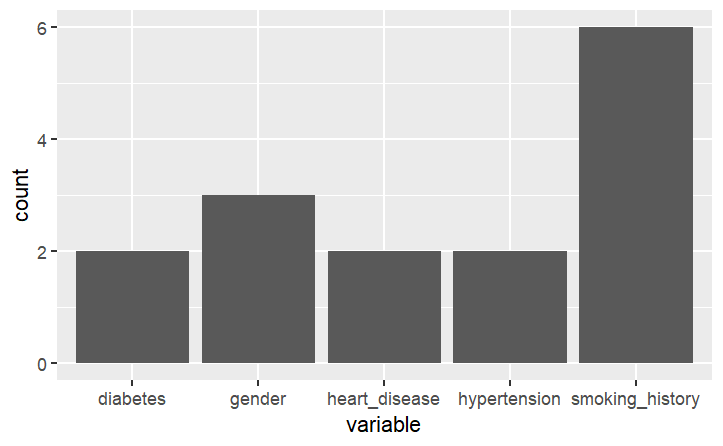 6
4
2
0
count
diabetes gender heart_disease hypertension smoking_history
variable